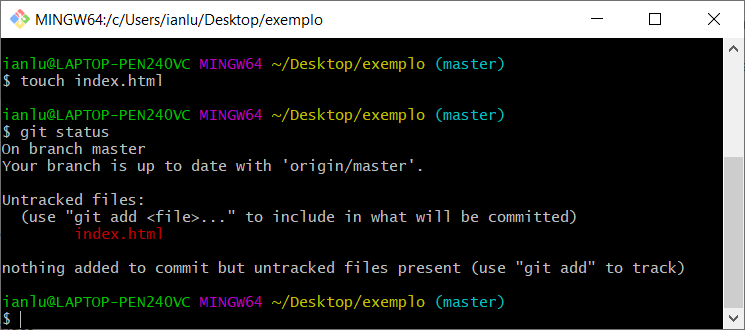 MINGW64:/c/Users/ianlu/Desktop/exemplo
ianlu@LAPTOP-PEN24OVC MINGW64 ~/Desktop/exemplo (master)
$ touch index.html
ianlu@LAPTOP-PEN24OVC MINGW64 ~/Desktop/exemplo (master)
$ git status
On branch master
Your branch is up to date with 'origin/master'.
Untracked files:
  (use "git add <file>..." to include in what will be committed)
        index.html
nothing added to commit but untracked files present (use "git add" to track)
ianlu@LAPTOP-PEN24OVC MINGW64 ~/Desktop/exemplo (master)
$